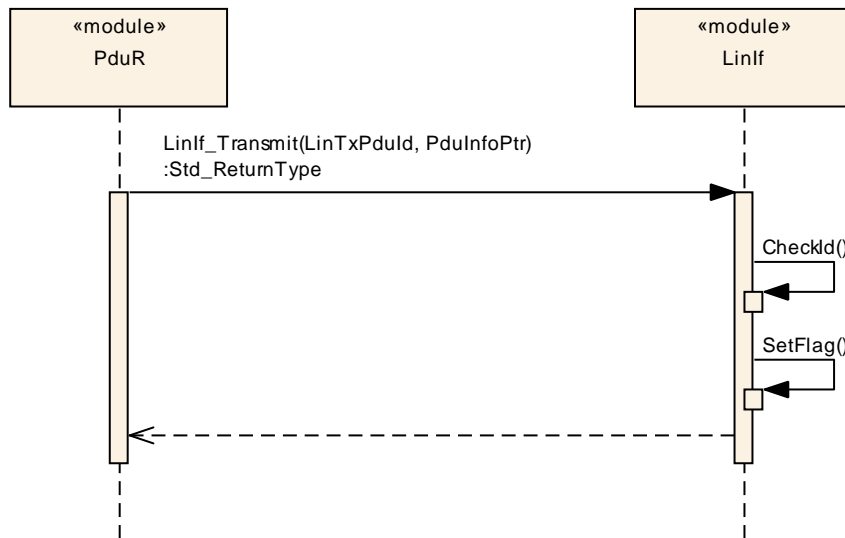 «module»
PduR
«module»
LinIf
LinIf_Transmit(LinTxPduId, PduInfoPtr)
:Std_ReturnType
CheckId()
SetFlag()